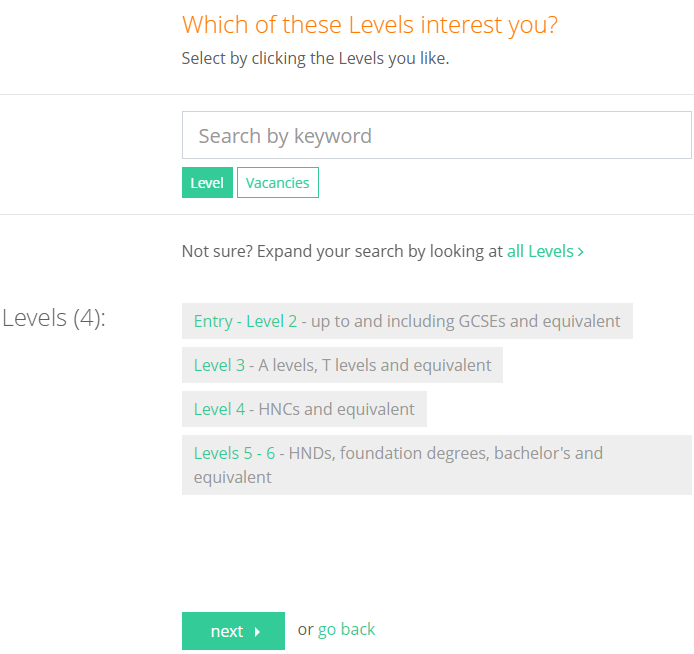 Which of these Levels interest you?
Select by clicking the Levels you like.
Search by keyword
Level Vacancies
Not sure? Expand your search by looking at all Levels >
Levels (4):
Entry - Level 2 - up to and including GCSEs and equivalent
Level 3 - A levels, T levels and equivalent
Level 4 - HNCs and equivalent
Levels 5 - 6 - HNDs, foundation degrees, bachelor's and
equivalent
next or go back